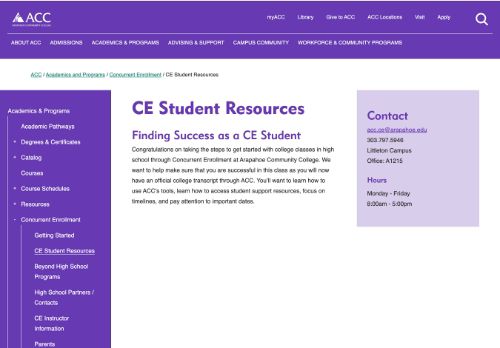 ACC
ARAPAHOE COMMUNITY COLLEGE
myACC Library Give to ACC ACC Locations Visit Apply
ABOUT ACC ADMISSIONS ACADEMICS & PROGRAMS ADVISING & SUPPORT CAMPUS COMMUNITY WORKFORCE & COMMUNITY PROGRAMS
ACC / Academics and Programs / Concurrent Enrollment / CE Student Resources
Academics & Programs
Academic Pathways
+ Degrees & Certificates
+ Catalog
Courses
+ Course Schedules
+ Resources
- Concurrent Enrollment
Getting Started
CE Student Resources
Beyond High School
Programs
High School Partners /
Contacts
CE Instructor
Information
Parents
CE Student Resources
Finding Success as a CE Student
Congratulations on taking the steps to get started with college classes in high
school through Concurrent Enrollment at Arapahoe Community College. We
want to help make sure that you are successful in this class as you will now
have an official college transcript through ACC. You'll want to learn how to
use ACC's tools, learn how to access student support resources, focus on
timelines, and pay attention to important dates.
Contact
acc.ce@arapahoe.edu
303.797.5946
Littleton Campus
Office: A1215
Hours
Monday - Friday
8:00am - 5:00pm